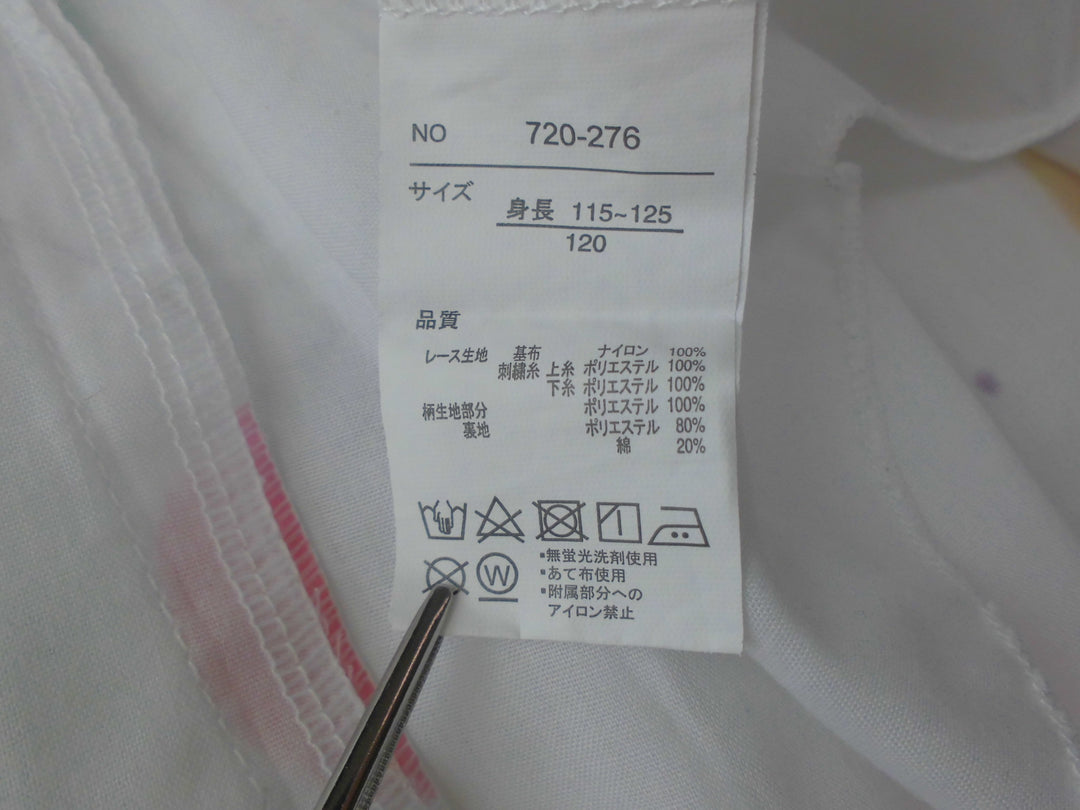 NO 720-276
サイズ 身長 115~125
120
品質
レース生地 基布 ナイロン 100%
刺繍糸 上糸 ポリエステル 100%
下糸 ポリエステル 100%
柄生地部分 ポリエステル 100%
裏地 ポリエステル 80%
綿 20%
W
・無蛍光洗剤使用
・あて布使用
・附属部分への
アイロン禁止